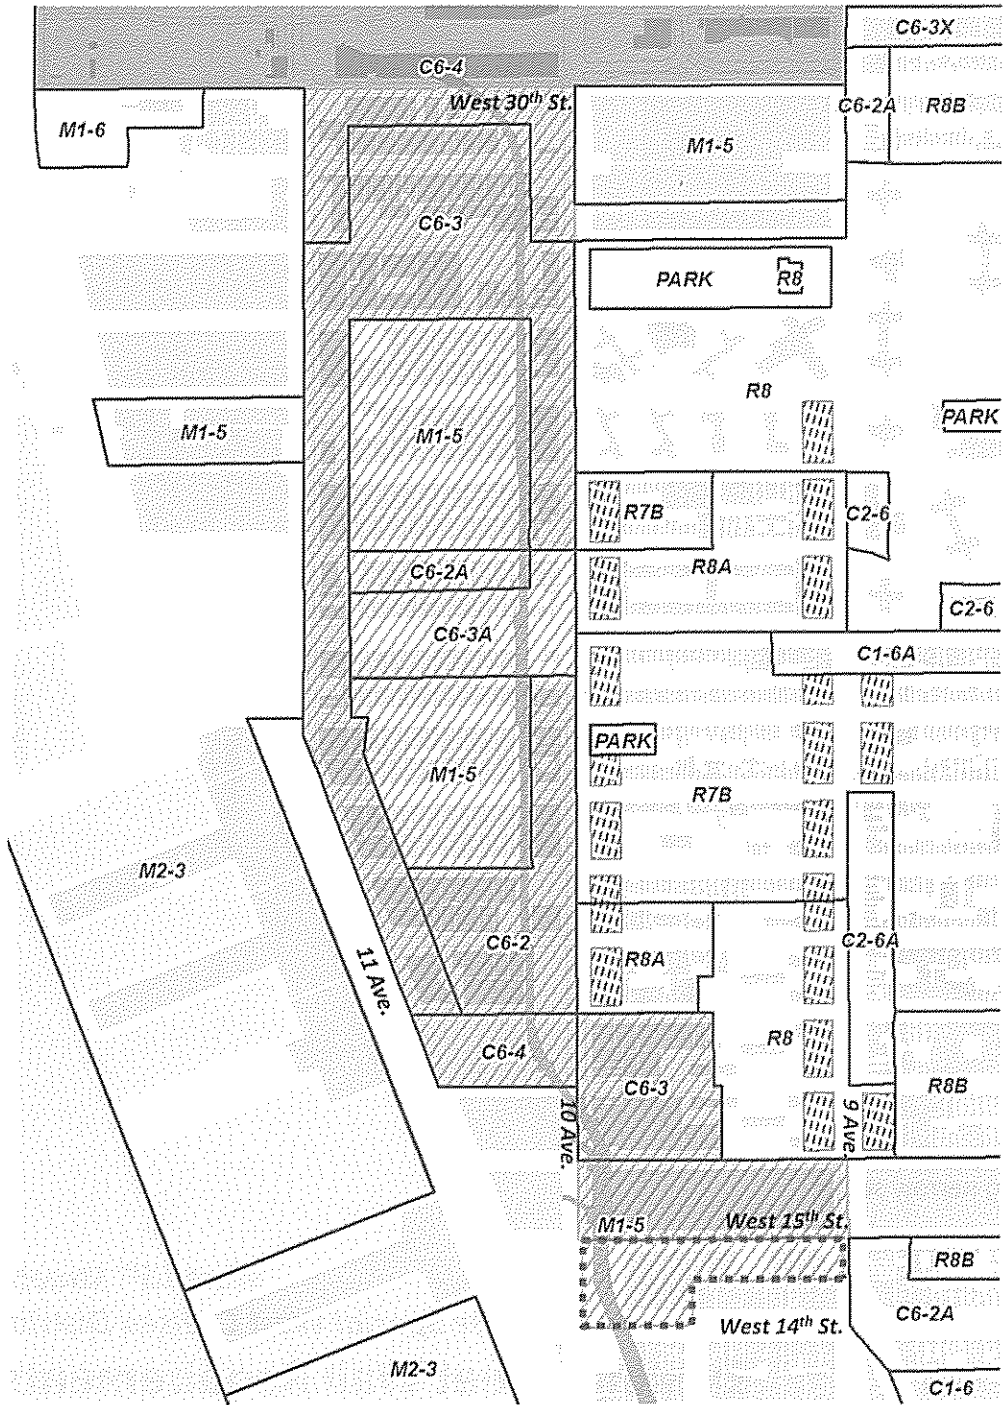 C6-3X
C6-4
West 30th St.
C6-2A
R8B
M1-6
M1-5
C6-3
PARK
R8
R8
PARK
M1-5
M1-5
R7B
C2-6
C6-2A
R8A
C2-6
C6-3A
C1-6A
PARK
M1-5
R7B
M2-3
C6-2
C2-6A
R8A
11 Ave.
R8
C6-4
C6-3
R8B
10 Ave.
9 Ave.
M1-5
West 15th St.
R8B
C6-2A
West 14th St.
M2-3
C1-6